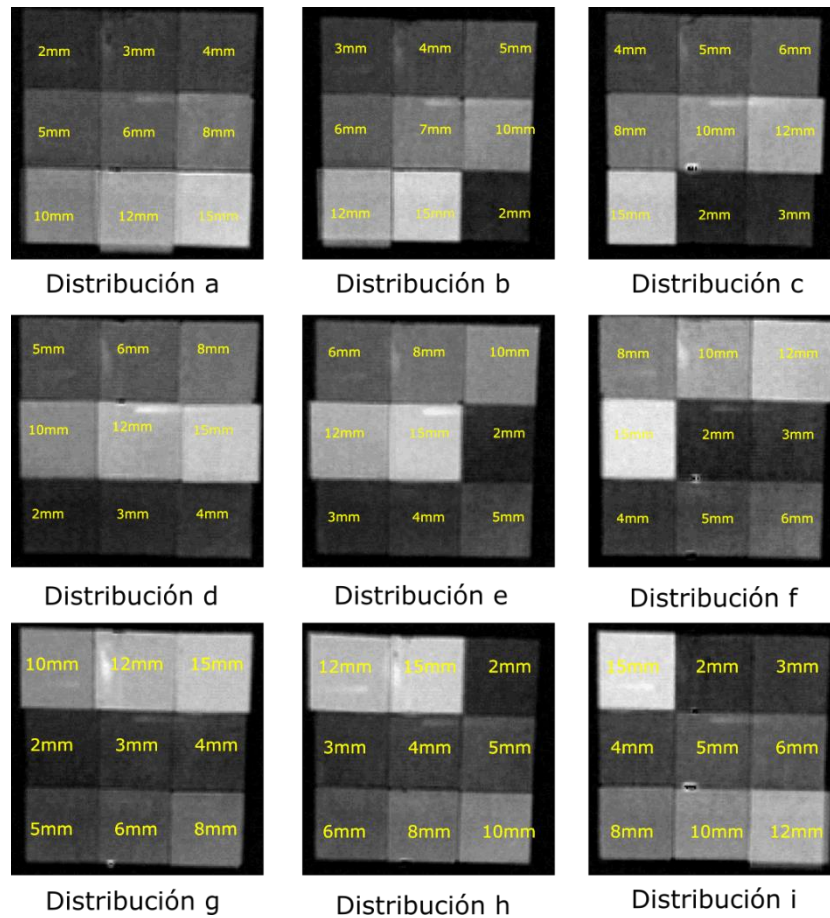 2mm 3mm 4mm
5mm 6mm 8mm
10mm 12mm 15mm
Distribución a
3mm 4mm 5mm
6mm 7mm 10mm
12mm 15mm 2mm
Distribución b
4mm 5mm 6mm
8mm 10mm 12mm
15mm 2mm 3mm
Distribución c
5mm 6mm 8mm
10mm 12mm 15mm
2mm 3mm 4mm
Distribución d
6mm 8mm 10mm
12mm 15mm 2mm
3mm 4mm 5mm
Distribución e
8mm 10mm 12mm
15mm 2mm 3mm
4mm 5mm 6mm
Distribución f
10mm 12mm 15mm
2mm 3mm 4mm
5mm 6mm 8mm
Distribución g
12mm 15mm 2mm
3mm 4mm 5mm
6mm 8mm 10mm
Distribución h
15mm 2mm 3mm
4mm 5mm 6mm
8mm 10mm 12mm
Distribución i